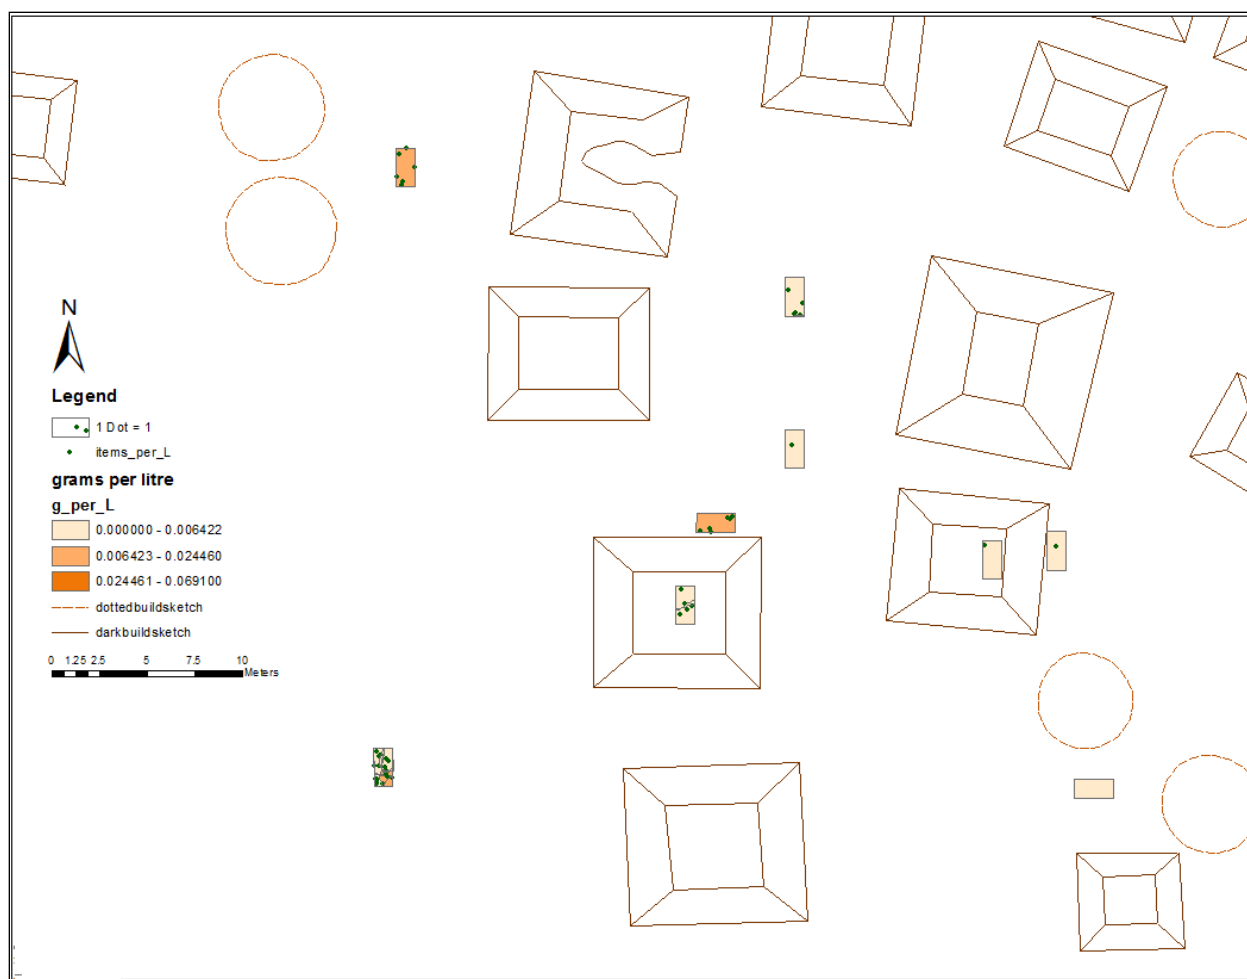 N
Legend
1 Dot = 1
items_per_L
grams per litre
g_per_L
0.000000 - 0.006422
0.006423 - 0.024460
0.024461 - 0.069100
dottedbuildsketch
darkbuildsketch
0 1.25 2.5 5 7.5 10
Meters